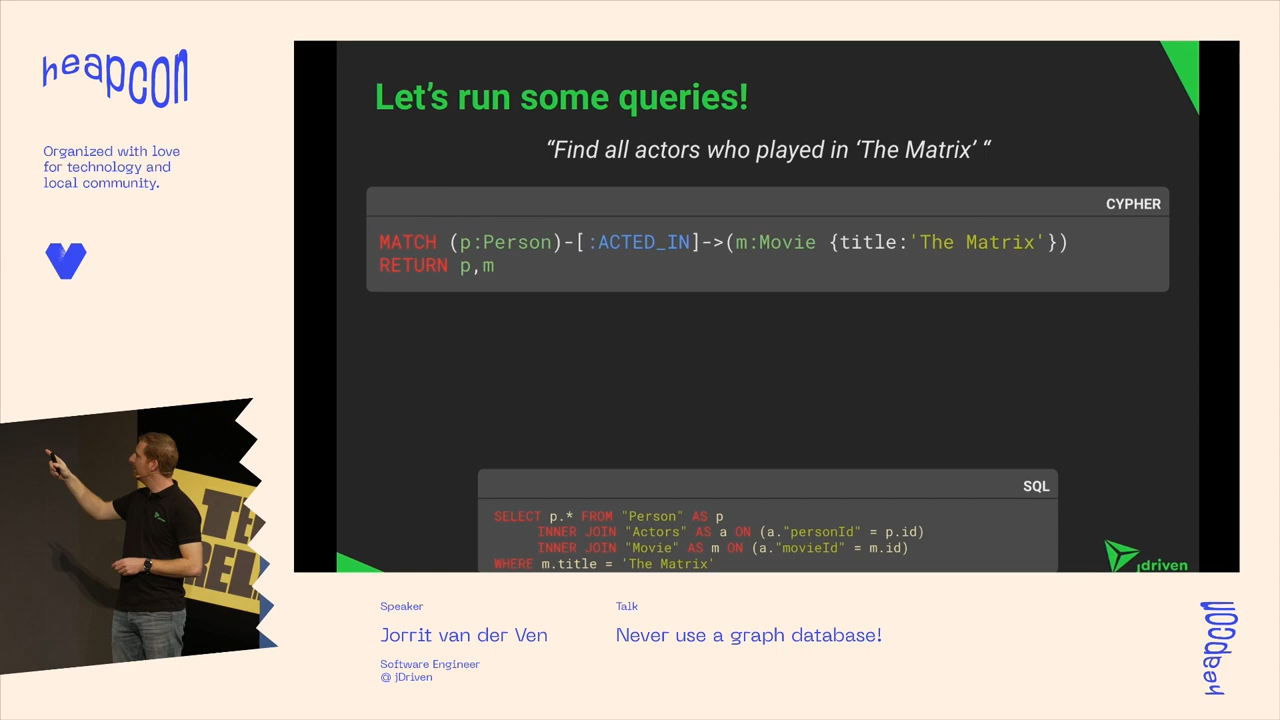 heapcon
Organized with love
for technology and
local community.
Let's run some queries!
“Find all actors who played in ‘The Matrix’ “
CYPHER
MATCH (p:Person)-[:ACTED_IN]->(m:Movie {title:'The Matrix'})
RETURN p,m
SQL
SELECT p.* FROM "Person" AS p
INNER JOIN "Actors" AS a ON (a."personId" = p.id)
INNER JOIN "Movie" AS m ON (a."movieId" = m.id)
WHERE m.title = 'The Matrix'
jdriven
Speaker
Jorrit van der Ven
Software Engineer
@ jDriven
Talk
Never use a graph database!
heapcon